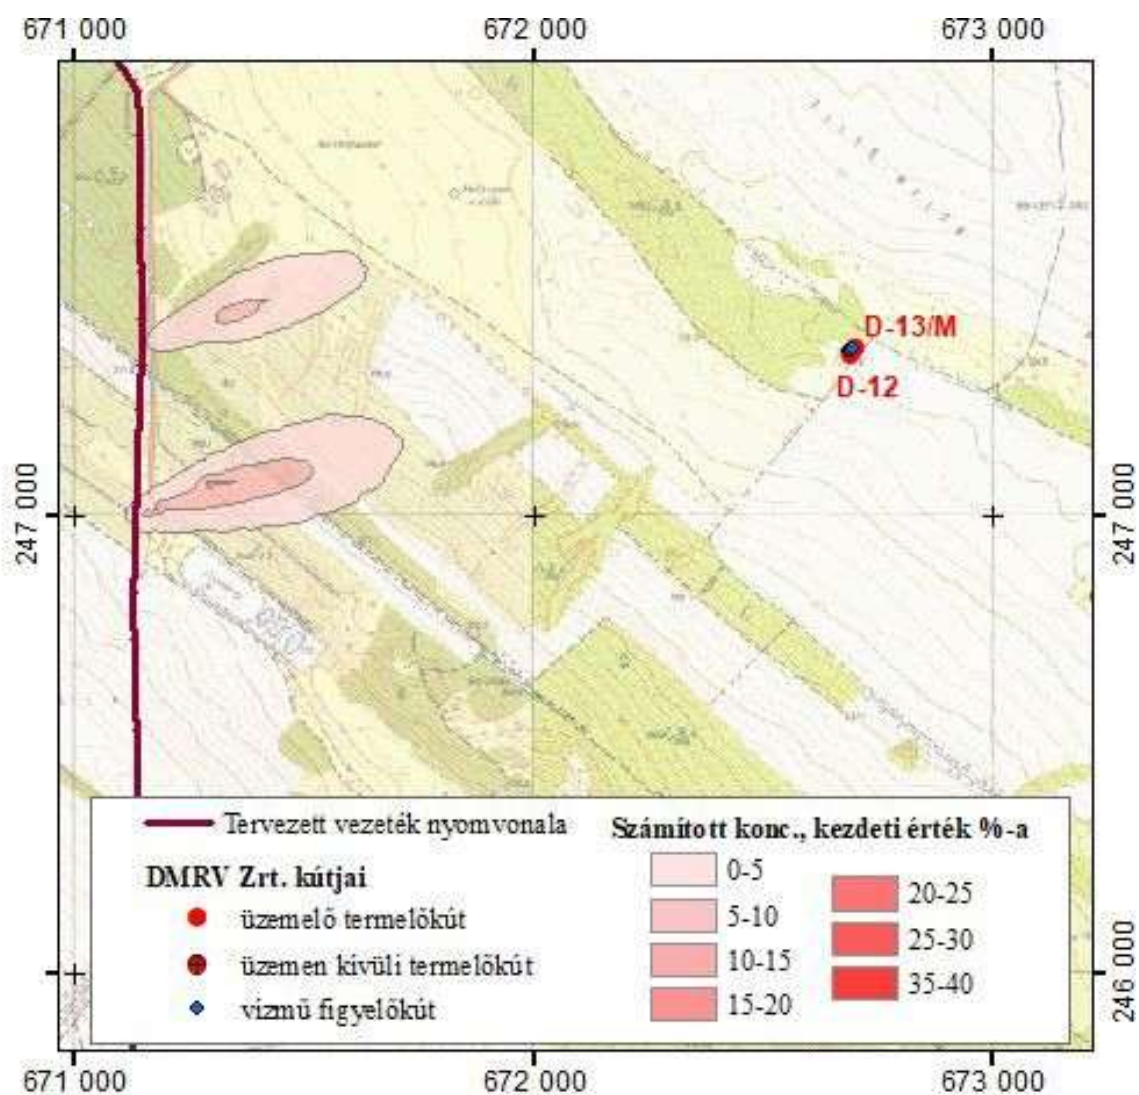 671 000
672 000
673 000
D-13/M
D-12
247 000
247 000
246 000
Tervezett vezeték nyomvonala
DMRV Zrt. kútjai
üzemelő termelőkút
üzemen kívüli termelőkút
vízmű figyelőkút
Számított konc., kezdeti érték %-a
0-5
5-10
10-15
15-20
20-25
25-30
35-40
671 000
672 000
673 000